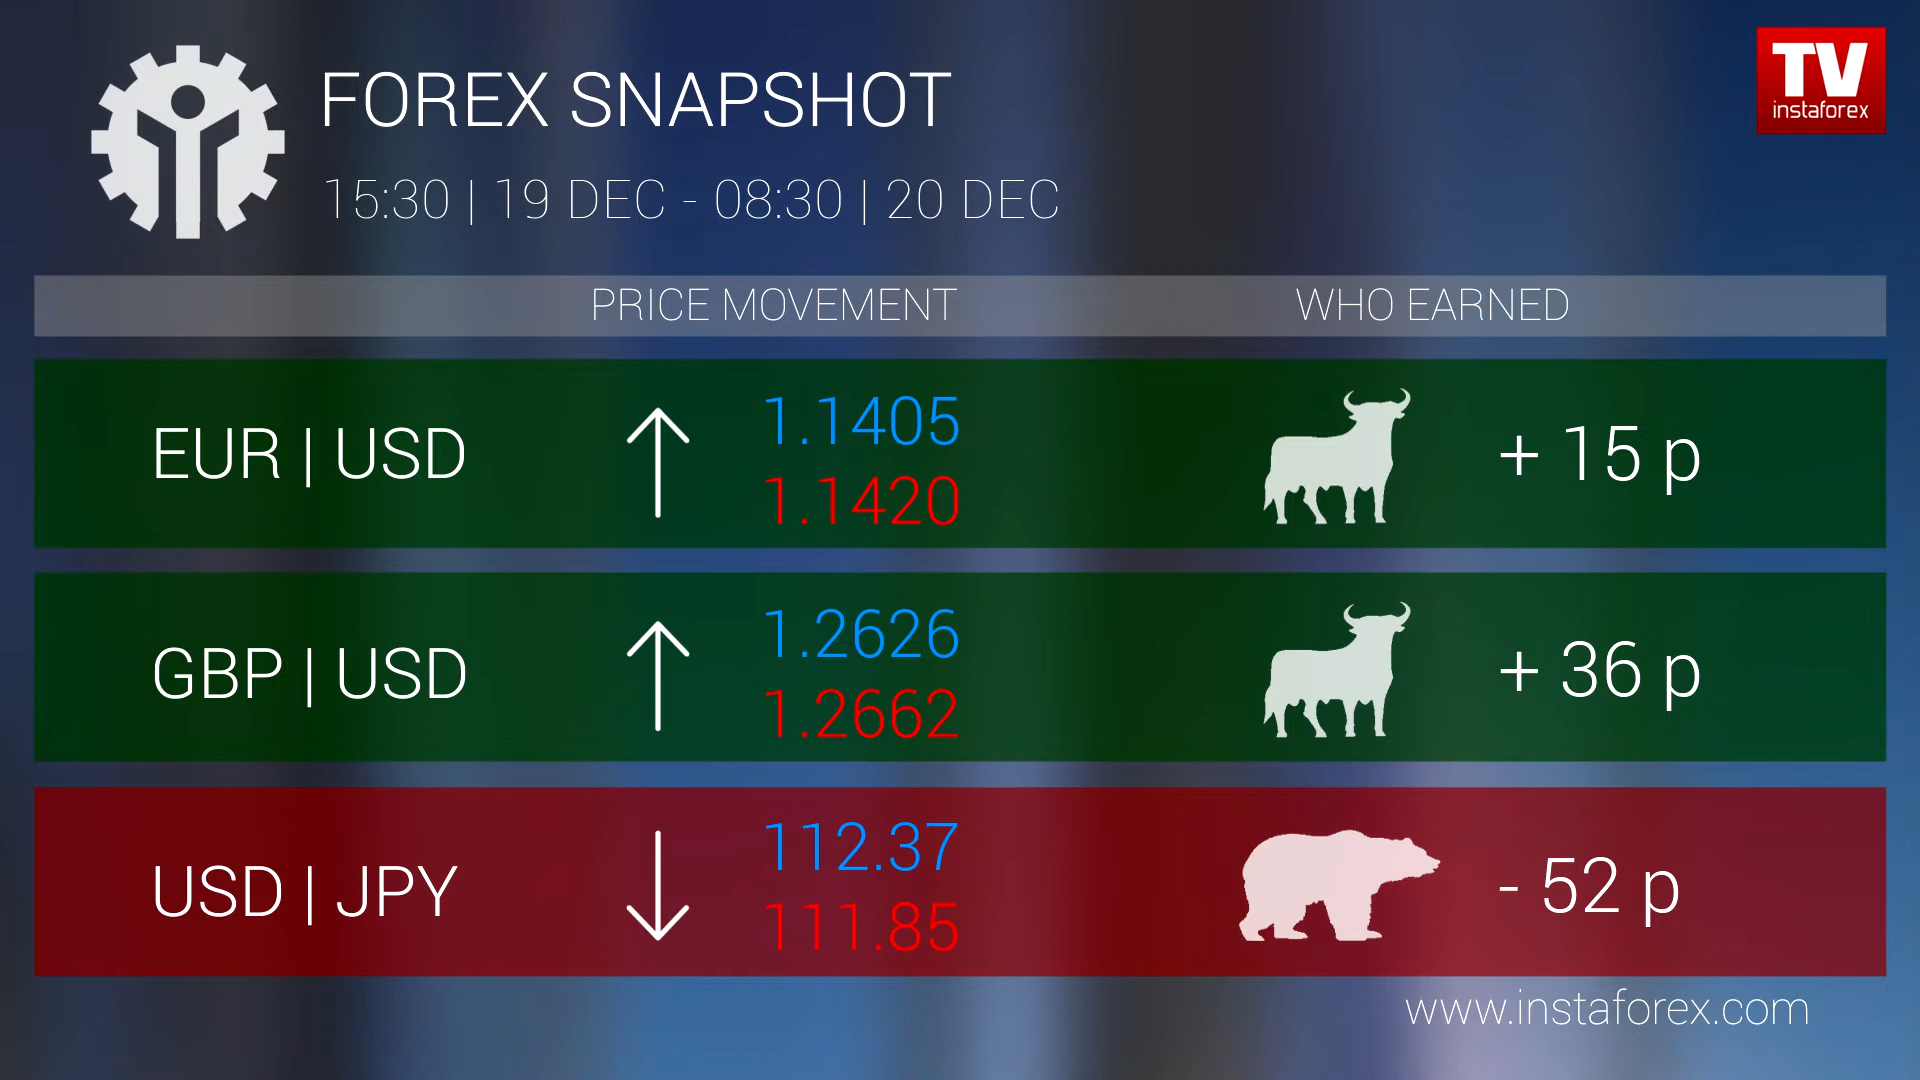 FOREX SNAPSHOT
TV
instaforex
15:30 | 19 DEC - 08:30 | 20 DEC
PRICE MOVEMENT WHO EARNED
EUR | USD 1.1405 + 15 p
1.1420
GBP | USD 1.2626 + 36 p
1.2662
USD | JPY 112.37 - 52 p
111.85
www.instaforex.com